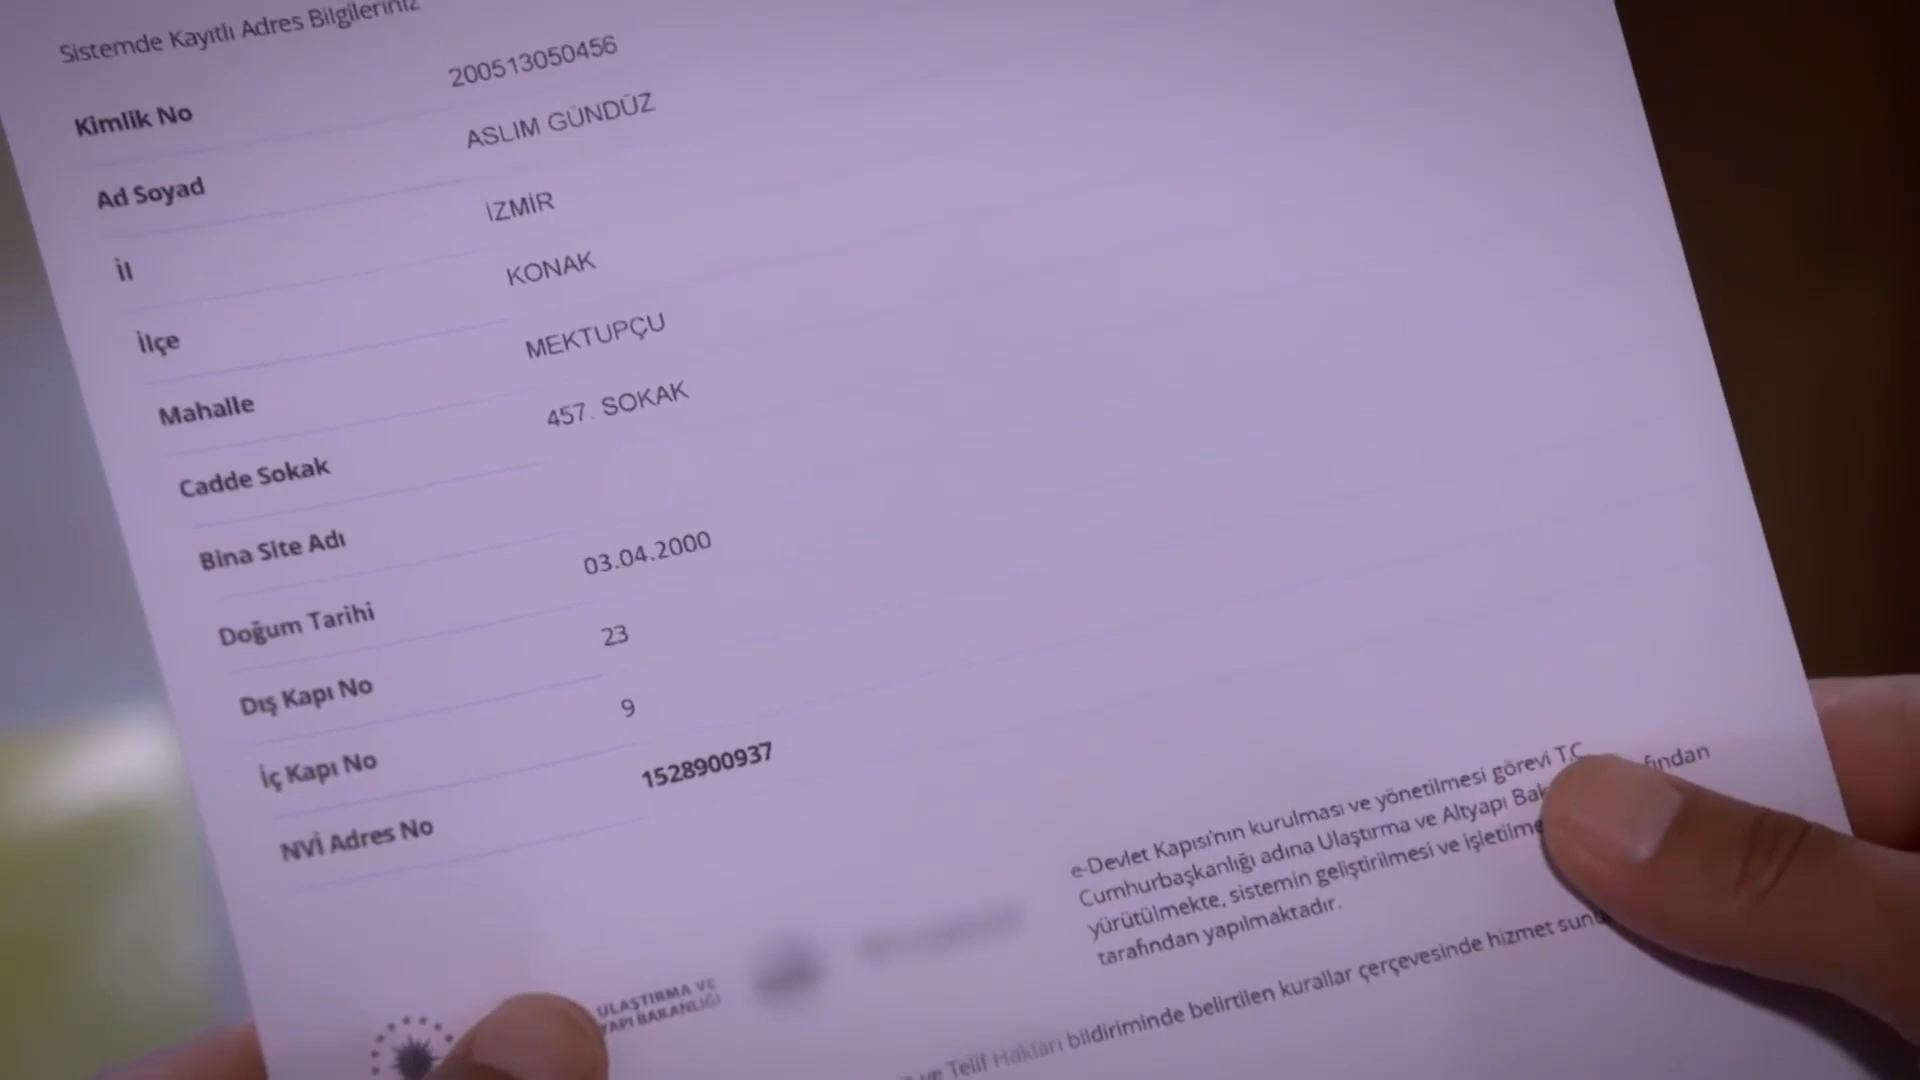 Sistemde Kayıtlı Adres Bilgileriniz
Kimlik No 200513050456
Ad Soyad ASLIM GÜNDÜZ
İl İZMİR
İlçe KONAK
Mahalle MEKTUPÇU
Cadde Sokak 457. SOKAK
Bina Site Adı
Doğum Tarihi 03.04.2000
Dış Kapı No 23
İç Kapı No 9
NVİ Adres No 1528900937
e-Devlet Kapısı'nın kurulması ve yönetilmesi görevi T.C.
Cumhurbaşkanlığı adına Ulaştırma ve Altyapı Bak fından
yürütülmekte, sistemin geliştirilmesi ve işletilme
tarafından yapılmaktadır.
ULAŞTIRMA VE
YAPI BAKANLIĞI
ve Telif Hakları bildiriminde belirtilen kurallar çerçevesinde hizmet sunu